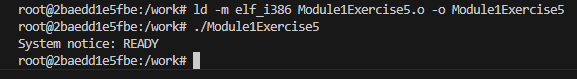 root@2baedd1e5fbe:/work# ld -m elf_i386 Module1Exercise5.o -o Module1Exercise5
root@2baedd1e5fbe:/work# ./Module1Exercise5
System notice: READY
root@2baedd1e5fbe:/work#